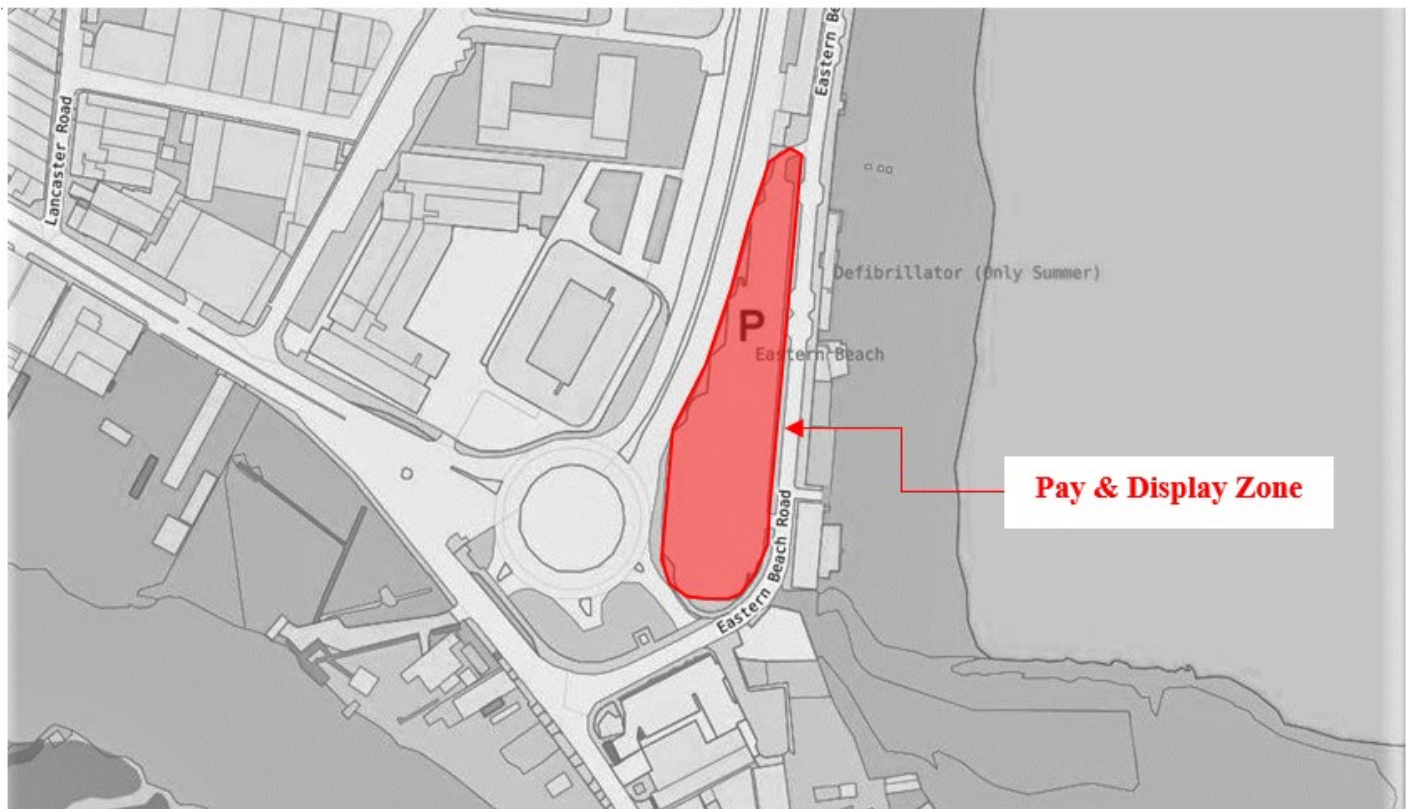 Eastern Be
Lancaster Road
Defibrillator (Only Summer)
P
Eastern Beach
Pay & Display Zone
Eastern Beach Road